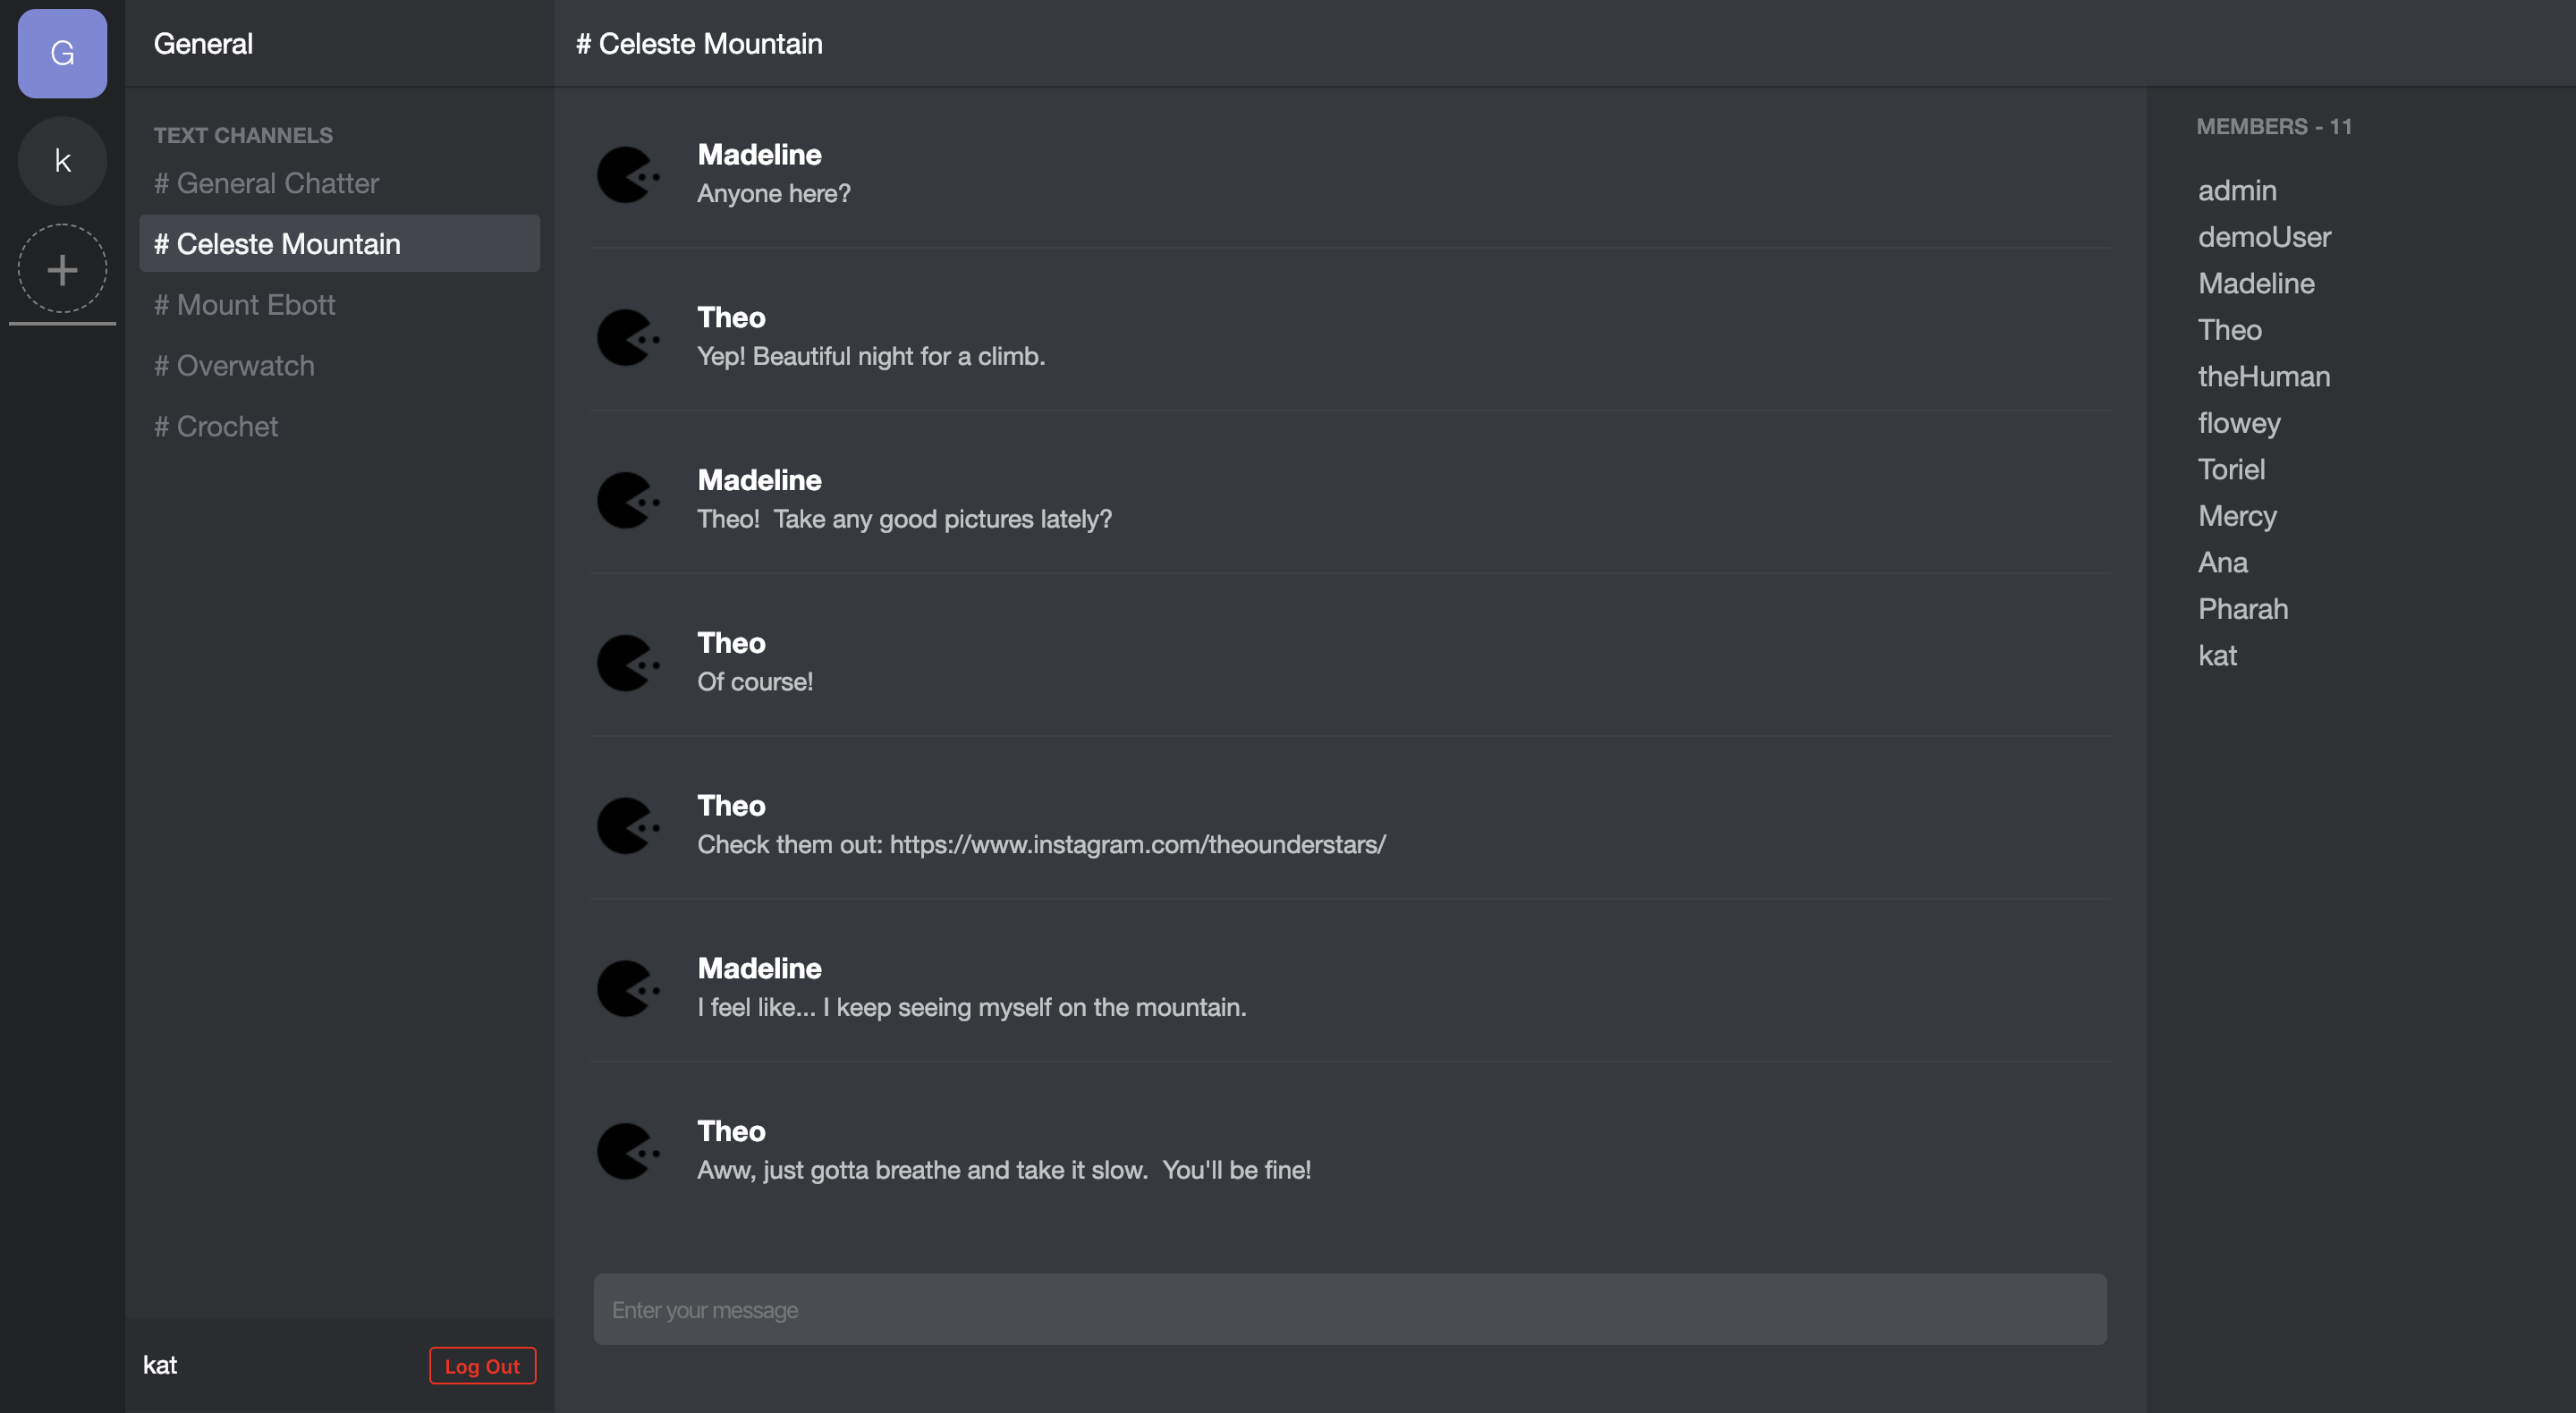 G
k
+
General
TEXT CHANNELS
# General Chatter
# Celeste Mountain
# Mount Ebott
# Overwatch
# Crochet
kat
Log Out
# Celeste Mountain
Madeline
Anyone here?
Theo
Yep! Beautiful night for a climb.
Madeline
Theo!  Take any good pictures lately?
Theo
Of course!
Theo
Check them out: https://www.instagram.com/theounderstars/
Madeline
I feel like... I keep seeing myself on the mountain.
Theo
Aww, just gotta breathe and take it slow.  You'll be fine!
Enter your message
MEMBERS - 11
admin
demoUser
Madeline
Theo
theHuman
flowey
Toriel
Mercy
Ana
Pharah
kat